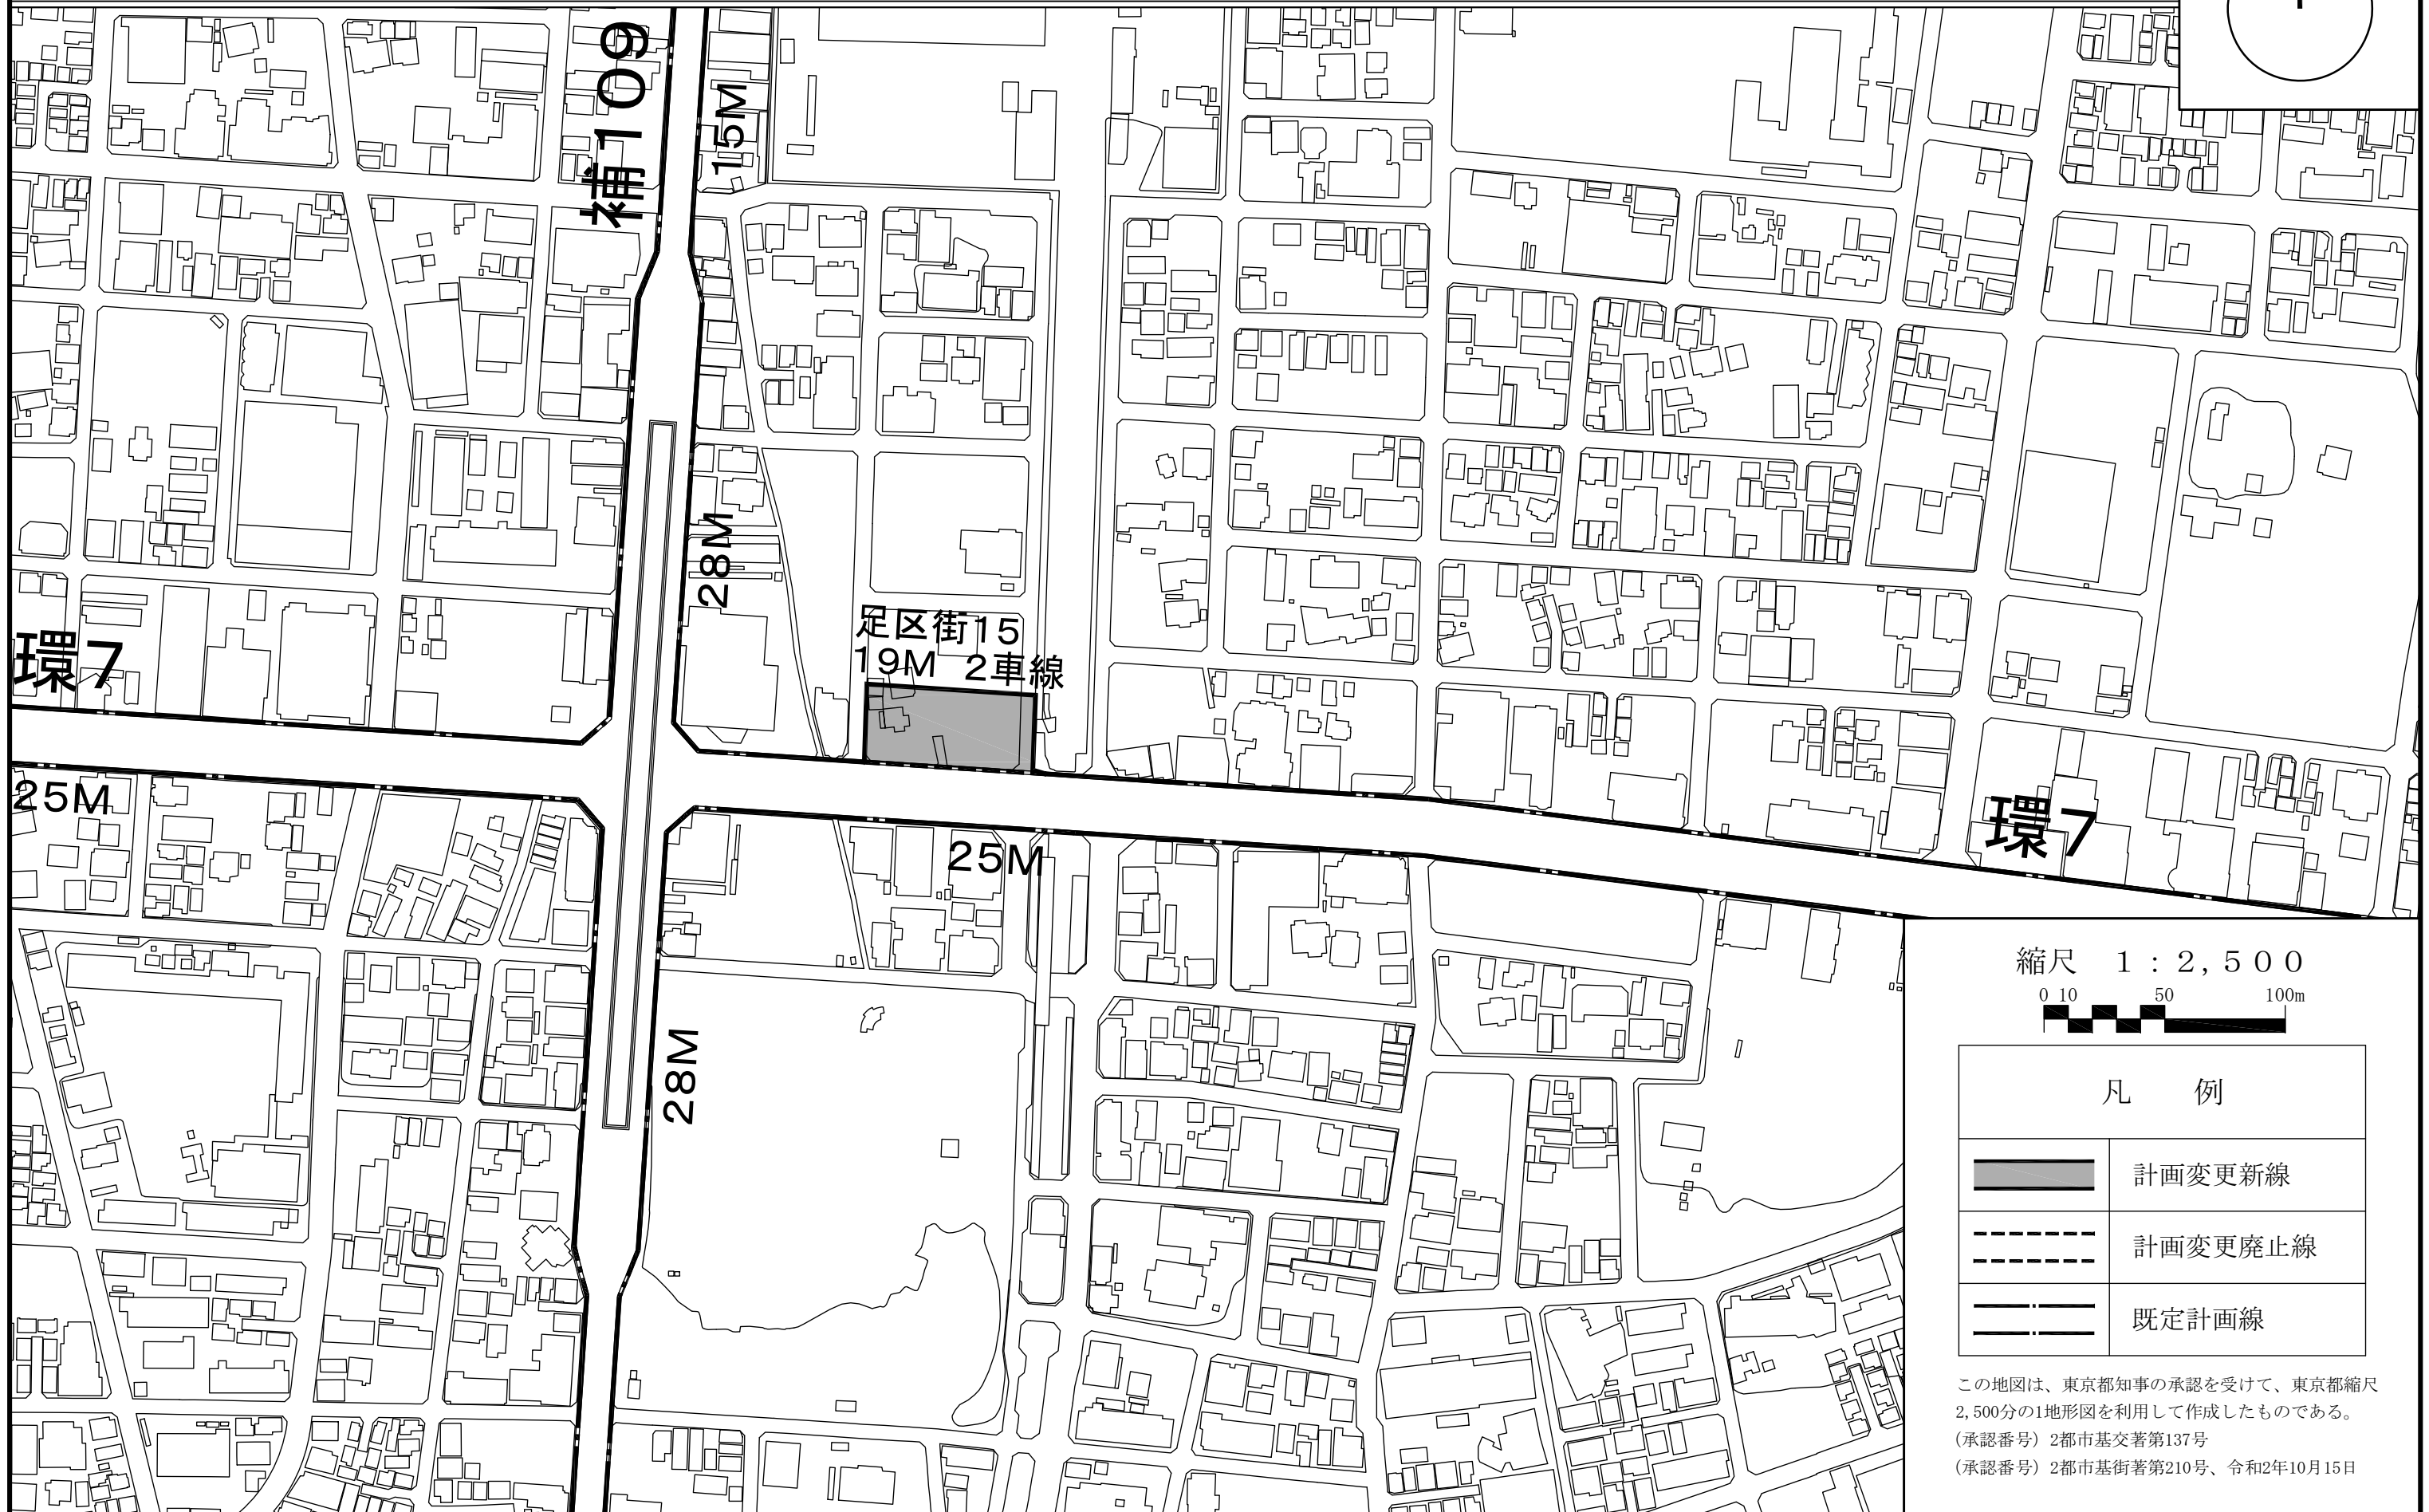 補109
15M
28M
足区街15
19M 2車線
環7
25M
25M
環7
28M
縮尺 1：2,500
0 10 50 100m
凡 例
計画変更新線
計画変更廃止線
既定計画線
この地図は、東京都知事の承認を受けて、東京都縮尺
2,500分の1地形図を利用して作成したものである。
(承認番号) 2都市基交著第137号
(承認番号) 2都市基街著第210号、令和2年10月15日